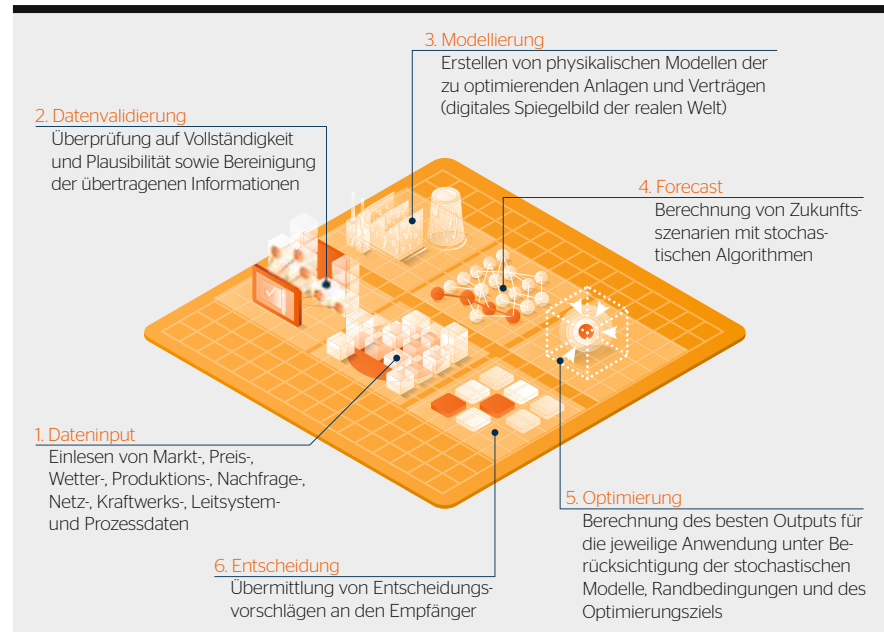 3. Modellierung
Erstellen von physikalischen Modellen der
zu optimierenden Anlagen und Verträgen
(digitales Spiegelbild der realen Welt)
2. Datenvalidierung
Überprüfung auf Vollständigkeit
und Plausibilität sowie Bereinigung
der übertragenen Informationen
4. Forecast
Berechnung von Zukunfts-
szenarien mit stochas-
tischen Algorithmen
1. Dateninput
Einlesen von Markt-, Preis-,
Wetter-, Produktions-, Nachfrage-,
Netz-, Kraftwerks-, Leitsystem-
und Prozessdaten
5. Optimierung
Berechnung des besten Outputs für
die jeweilige Anwendung unter Be-
rücksichtigung der stochastischen
Modelle, Randbedingungen und des
Optimierungsziels
6. Entscheidung
Übermittlung von Entscheidungs-
vorschlägen an den Empfänger